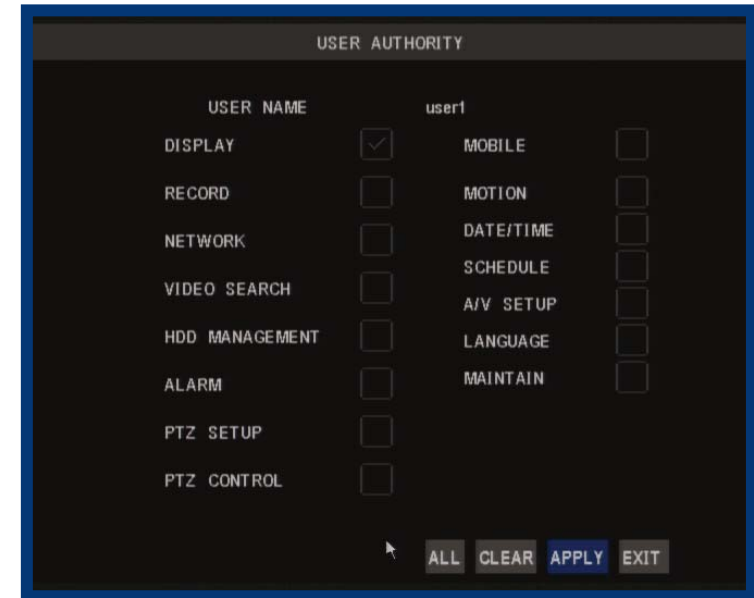 USER AUTHORITY
USER NAME user1
DISPLAY MOBILE
RECORD MOTION
NETWORK DATE/TIME
VIDEO SEARCH SCHEDULE
HDD MANAGEMENT A/V SETUP
ALARM LANGUAGE
PTZ SETUP MAINTAIN
PTZ CONTROL
ALL CLEAR APPLY EXIT